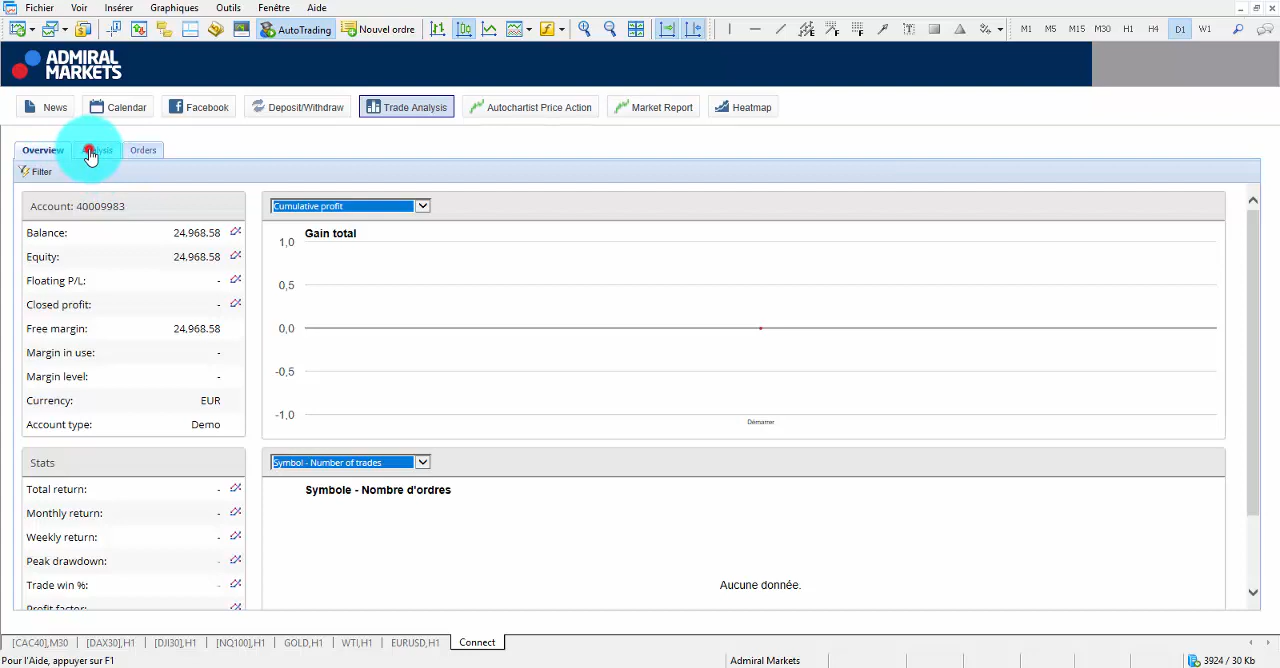 Fichier Voir Insérer Graphiques Outils Fenêtre Aide
AutoTrading Nouvel ordre M1 M5 M15 M30 H1 H4 D1 W1
ADMIRAL
MARKETS
News Calendar Facebook Deposit/Withdraw Trade Analysis Autochartist Price Action Market Report Heatmap
Overview Analysis Orders
Filter
Account: 40009983
Balance: 24,968.58
Equity: 24,968.58
Floating P/L: -
Closed profit: -
Free margin: 24,968.58
Margin in use: -
Margin level: -
Currency: EUR
Account type: Demo
Cumulative profit
Gain total
1,0
0,5
0,0
-0,5
-1,0
Démarrer
Stats
Total return: -
Monthly return: -
Weekly return: -
Peak drawdown: -
Trade win %: -
Profit factor:
Symbol - Number of trades
Symbole - Nombre d'ordres
Aucune donnée.
[CAC40],M30 [DAX30],H1 [DJI30],H1 [NQ100],H1 GOLD,H1 WTI,H1 EURUSD,H1 Connect
Pour l'Aide, appuyer sur F1 Admiral Markets 3924 / 30 Kb